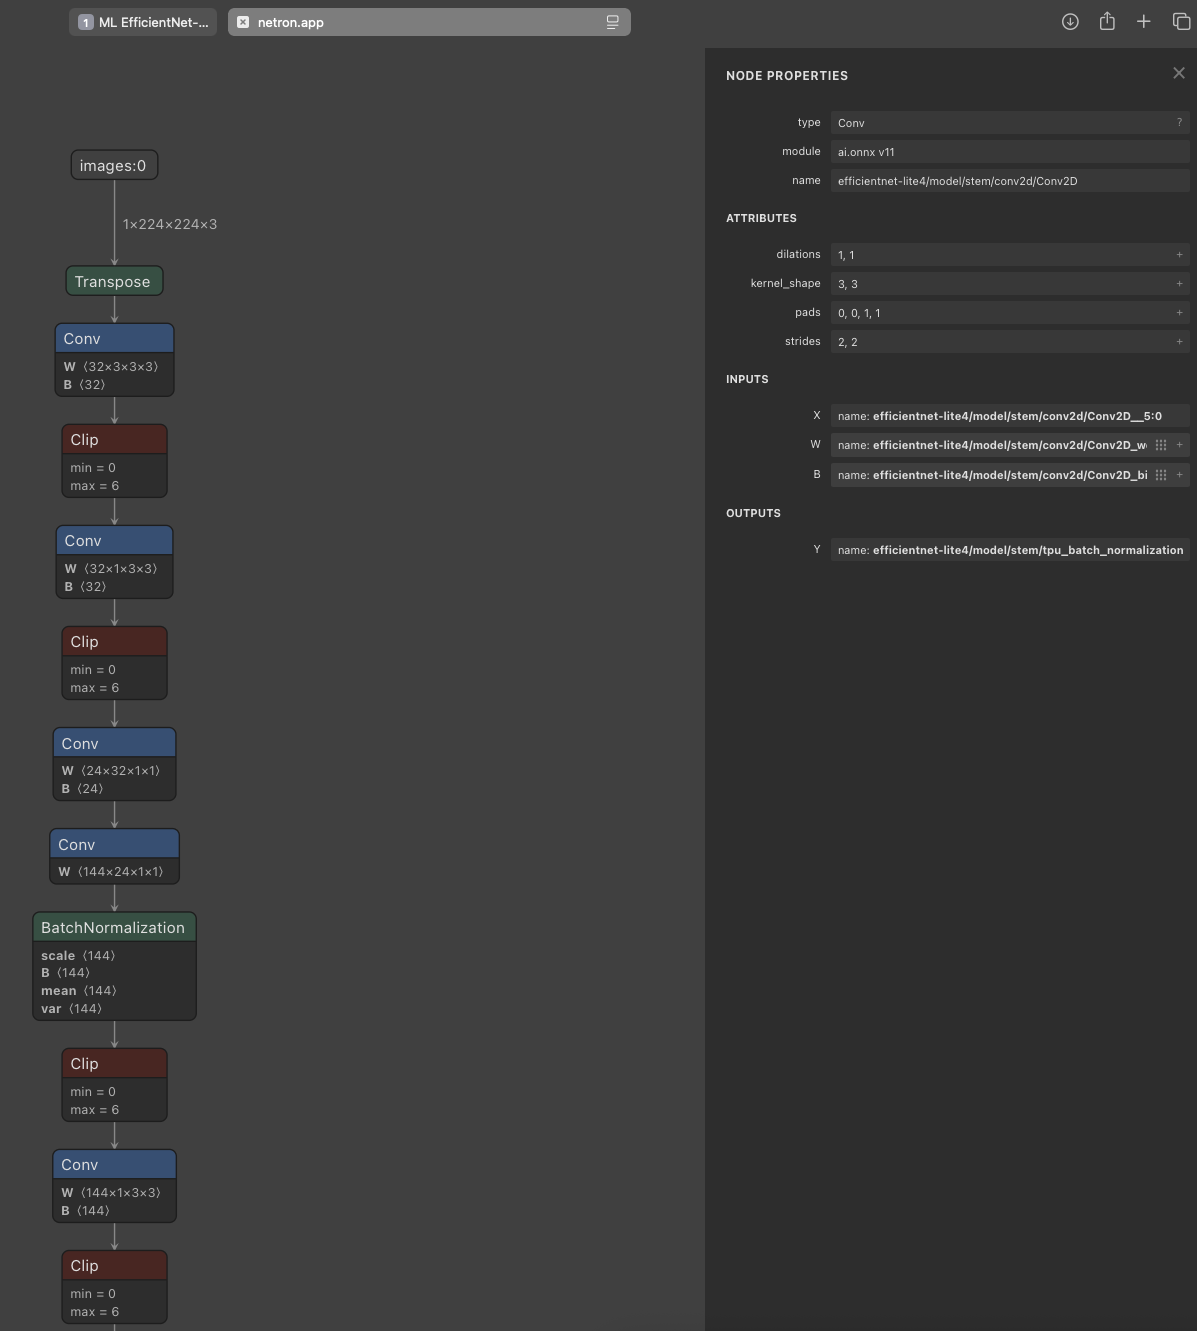 1 ML EfficientNet-...
netron.app
images:0
1×224×224×3
Transpose
Conv
W ⟨32×3×3×3⟩
B ⟨32⟩
Clip
min = 0
max = 6
Conv
W ⟨32×1×3×3⟩
B ⟨32⟩
Clip
min = 0
max = 6
Conv
W ⟨24×32×1×1⟩
B ⟨24⟩
Conv
W ⟨144×24×1×1⟩
BatchNormalization
scale ⟨144⟩
B ⟨144⟩
mean ⟨144⟩
var ⟨144⟩
Clip
min = 0
max = 6
Conv
W ⟨144×1×3×3⟩
B ⟨144⟩
Clip
min = 0
max = 6
NODE PROPERTIES
type Conv ?
module ai.onnx v11
name efficientnet-lite4/model/stem/conv2d/Conv2D
ATTRIBUTES
dilations 1, 1 +
kernel_shape 3, 3 +
pads 0, 0, 1, 1 +
strides 2, 2 +
INPUTS
X name: efficientnet-lite4/model/stem/conv2d/Conv2D__5:0
W name: efficientnet-lite4/model/stem/conv2d/Conv2D_w +
B name: efficientnet-lite4/model/stem/conv2d/Conv2D_bi +
OUTPUTS
Y name: efficientnet-lite4/model/stem/tpu_batch_normalization